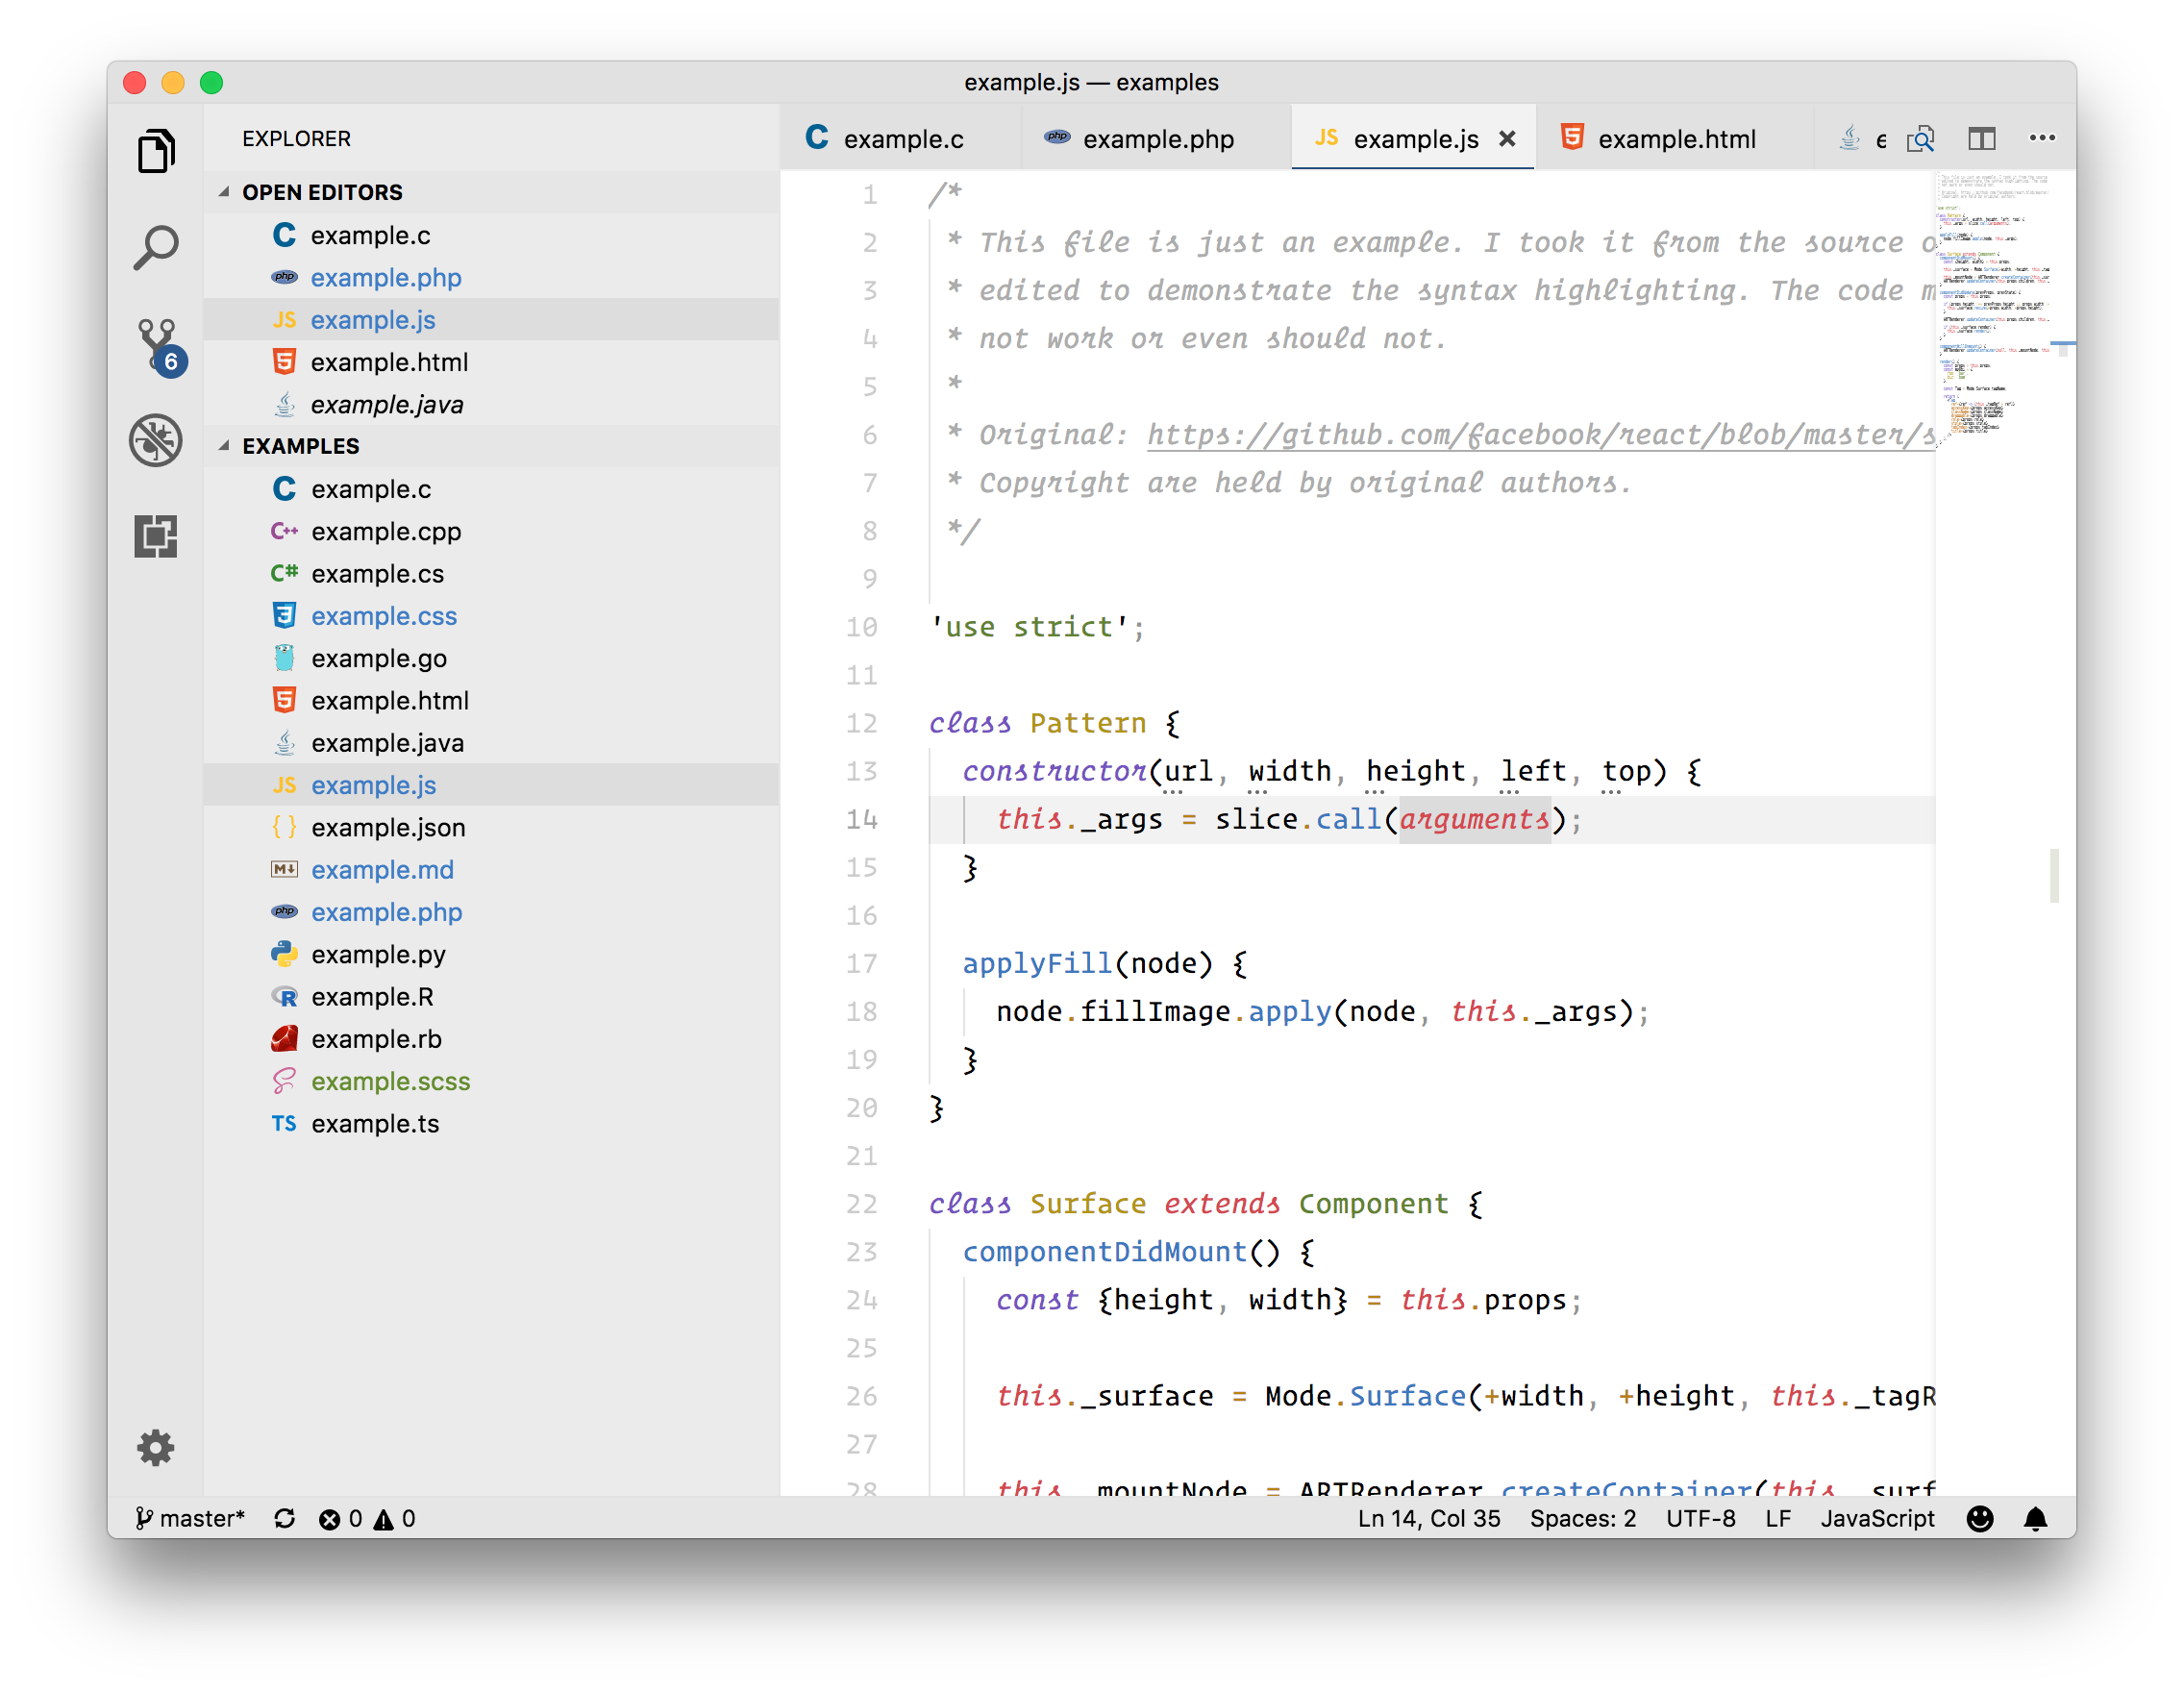 example.js — examples
EXPLORER
OPEN EDITORS
C example.c
php example.php
JS example.js
5 example.html
example.java
EXAMPLES
C example.c
C++ example.cpp
C# example.cs
3 example.css
example.go
5 example.html
example.java
JS example.js
{ } example.json
M↓ example.md
php example.php
example.py
R example.R
example.rb
example.scss
TS example.ts
6
C example.c
php example.php
JS example.js ×
5 example.html
e
1 /*
2 * This file is just an example. I took it from the source o
3 * edited to demonstrate the syntax highlighting. The code m
4 * not work or even should not.
5 *
6 * Original: https://github.com/facebook/react/blob/master/s
7 * Copyright are held by original authors.
8 */
9
10 'use strict';
11
12 class Pattern {
13 constructor(url, width, height, left, top) {
14 this._args = slice.call(arguments);
15 }
16
17 applyFill(node) {
18 node.fillImage.apply(node, this._args);
19 }
20 }
21
22 class Surface extends Component {
23 componentDidMount() {
24 const {height, width} = this.props;
25
26 this._surface = Mode.Surface(+width, +height, this._tagR
27
28 this._mountNode = ARTRenderer.createContainer(this._surf
master* 0 0
Ln 14, Col 35 Spaces: 2 UTF-8 LF JavaScript